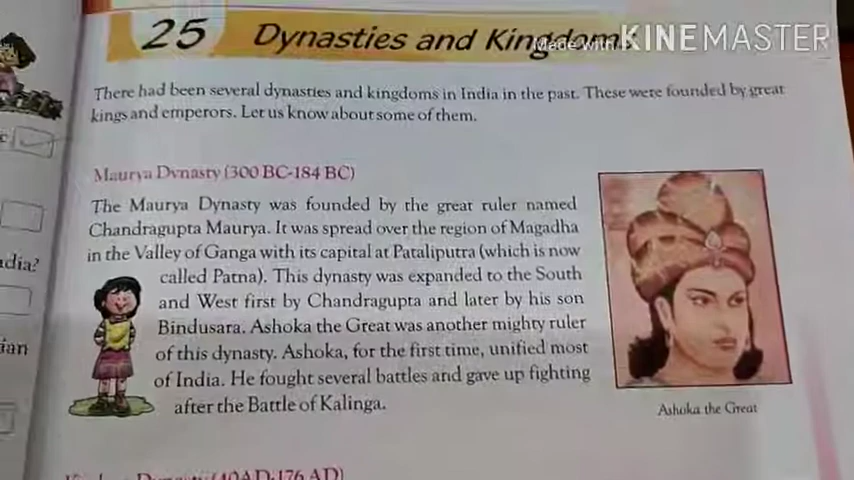 25 Dynasties and Kingdoms
Made with KINEMASTER
There had been several dynasties and kingdoms in India in the past. These were founded by great
kings and emperors. Let us know about some of them.
Maurya Dynasty (300 BC-184 BC)
The Maurya Dynasty was founded by the great ruler named
Chandragupta Maurya. It was spread over the region of Magadha
in the Valley of Ganga with its capital at Pataliputra (which is now
called Patna). This dynasty was expanded to the South
and West first by Chandragupta and later by his son
Bindusara. Ashoka the Great was another mighty ruler
of this dynasty. Ashoka, for the first time, unified most
of India. He fought several battles and gave up fighting
after the Battle of Kalinga.
Ashoka the Great
Dynasty (40AD-176 AD)